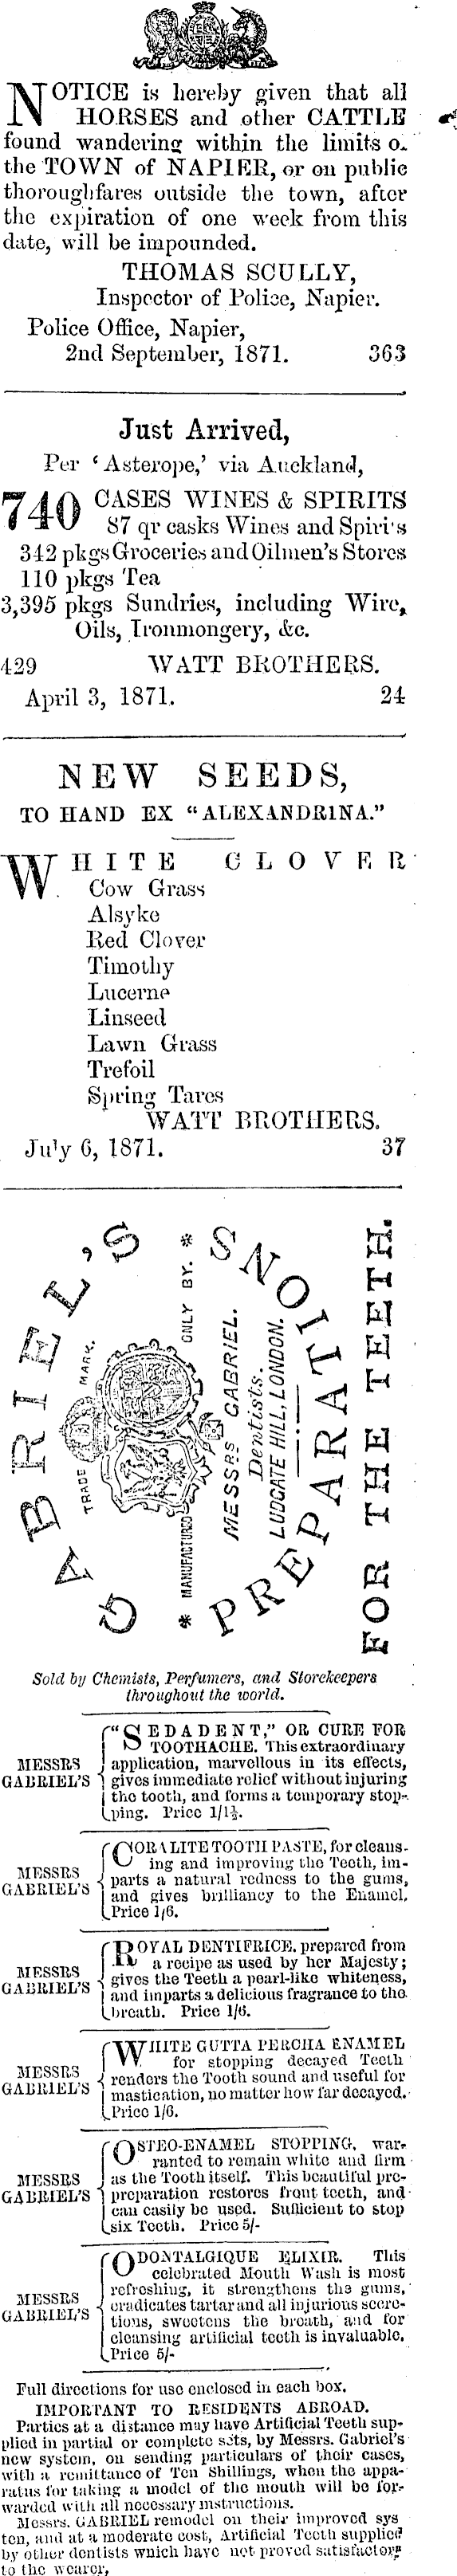 NOTICE is hereby given that all
HORSES and other CATTLE
found wandering within the limits o
the TOWN of NAPIER, or on public
thoroughfares outside the town, after
the expiration of one week from this
date, will be impounded.
THOMAS SCULLY,
Inspector of Police, Napier.
Police Office, Napier,
2nd September, 1871. 363
Just Arrived,
Per ‘Asterope,’ via Auckland,
740 CASES WINES & SPIRITS
87 qr casks Wines and Spirits
342 pkgs Groceries and Oilmen's Stores
110 pkgs Tea
3,395 pkgs Sundries, including Wire,
Oils, Ironmongery, &c.
429 WATT BROTHERS.
April 3, 1871. 24
NEW SEEDS,
TO HAND EX “ALEXANDRINA.”
WHITE CLOVER
Cow Grass
Alsyke
Red Clover
Timothy
Lucerne
Linseed
Lawn Grass
Trefoil
Spring Tares
WATT BROTHERS.
July 6, 1871. 37
GABRIEL'S
TRADE MARK.
* MANUFACTURED ONLY BY. *
MESSRS GABRIEL.
Dentists.
LUDGATE HILL, LONDON.
PREPARATIONS
FOR THE TEETH.
Sold by Chemists, Perfumers, and Storekeepers
throughout the world.
MESSRS GABRIEL'S
“SEDADENT,” OR CURE FOR
TOOTHACHE. This extraordinary
application, marvellous in its effects,
gives immediate relief without injuring
the tooth, and forms a temporary stop-
ping. Price 1/1½.
MESSRS GABRIEL'S
CORALITE TOOTH PASTE, for cleans-
ing and improving the Teeth, im-
parts a natural redness to the gums,
and gives brilliancy to the Enamel.
Price 1/6.
MESSRS GABRIEL'S
ROYAL DENTIFRICE. prepared from
a recipe as used by her Majesty;
gives the Teeth a pearl-like whiteness,
and imparts a delicious fragrance to the
breath. Price 1/6.
MESSRS GABRIEL'S
WHITE GUTTA PERCHA ENAMEL
for stopping decayed Teeth
renders the Tooth sound and useful for
mastication, no matter how far decayed.
Price 1/6.
MESSRS GABRIEL'S
OSTEO-ENAMEL STOPPING, war-
ranted to remain white and firm
as the Tooth itself. This beautiful pre-
preparation restores front teeth, and
can easily be used. Sufficient to stop
six Teeth. Price 5/-
MESSRS GABRIEL'S
ODONTALGIQUE ELIXIR. This
celebrated Mouth Wash is most
refreshing, it strengthens the gums,
eradicates tartar and all injurious secre-
tions, sweetens the breath, and for
cleansing artificial teeth is invaluable.
Price 5/-
Full directions for use enclosed in each box.
IMPORTANT TO RESIDENTS ABROAD.
Parties at a distance may have Artificial Teeth sup-
plied in partial or complete sets, by Messrs. Gabriel's
new system, on sending particulars of their cases,
with a remittance of Ten Shillings, when the appa-
ratus for taking a model of the mouth will be for-
warded with all necessary instructions.
Messrs. GABRIEL remodel on their improved sys
tem, and at a moderate cost, Artificial Teeth supplied
by other dentists which have not proved satisfactory
to the wearer,